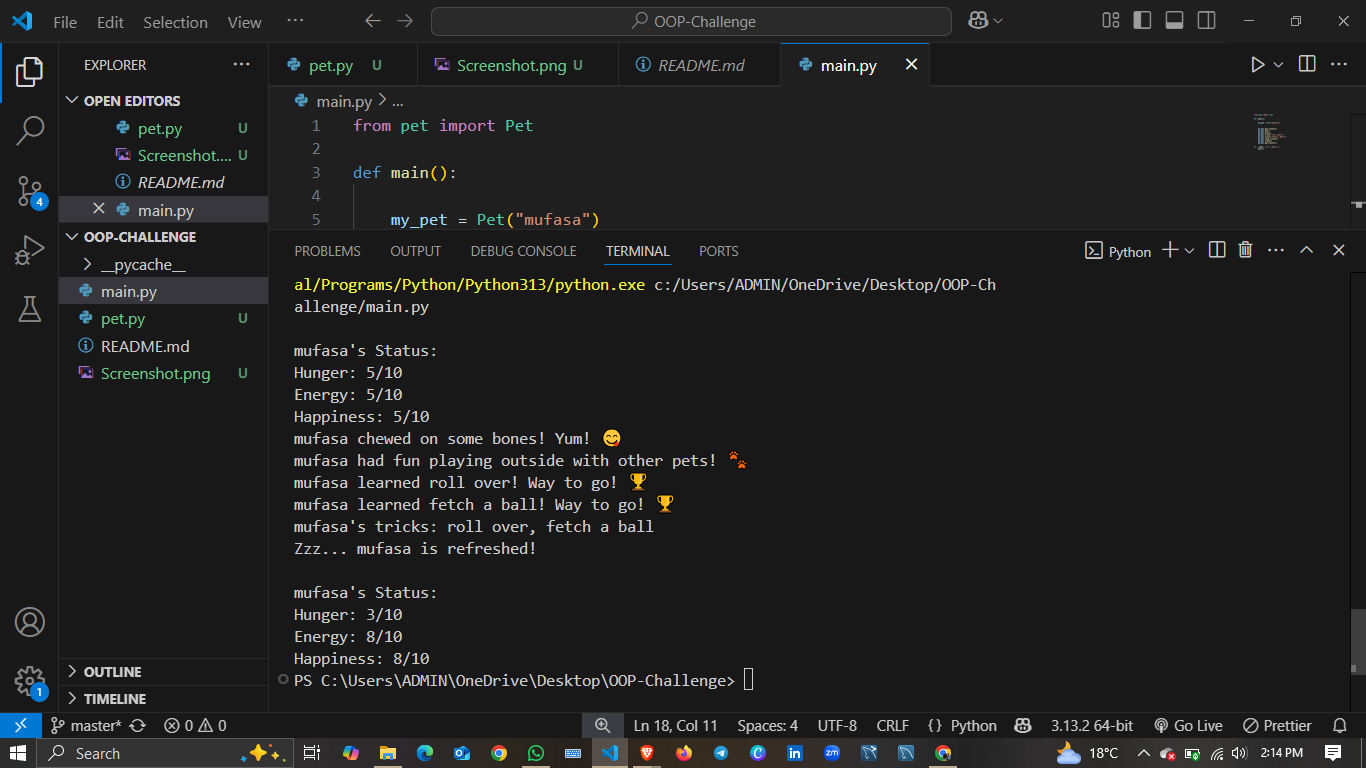 File Edit Selection View ··· OOP-Challenge
EXPLORER ···
OPEN EDITORS
pet.py U
Screenshot.... U
README.md
main.py
4
OOP-CHALLENGE
__pycache__
main.py
pet.py U
README.md
Screenshot.png U
OUTLINE
TIMELINE
1
pet.py U Screenshot.png U README.md main.py
main.py > ...
1 from pet import Pet
2
3 def main():
4
5 my_pet = Pet("mufasa")
PROBLEMS OUTPUT DEBUG CONSOLE TERMINAL PORTS Python
al/Programs/Python/Python313/python.exe c:/Users/ADMIN/OneDrive/Desktop/OOP-Ch
allenge/main.py
mufasa's Status:
Hunger: 5/10
Energy: 5/10
Happiness: 5/10
mufasa chewed on some bones! Yum! 😋
mufasa had fun playing outside with other pets! 🐾
mufasa learned roll over! Way to go! 🏆
mufasa learned fetch a ball! Way to go! 🏆
mufasa's tricks: roll over, fetch a ball
Zzz... mufasa is refreshed!
mufasa's Status:
Hunger: 3/10
Energy: 8/10
Happiness: 8/10
PS C:\Users\ADMIN\OneDrive\Desktop\OOP-Challenge>
master* 0 0 Ln 18, Col 11 Spaces: 4 UTF-8 CRLF {} Python 3.13.2 64-bit Go Live Prettier
Search 18°C 2:14 PM